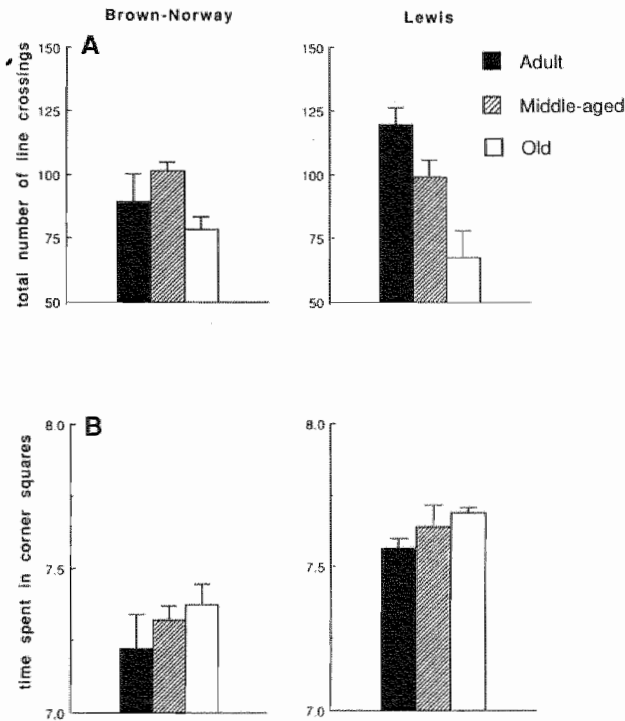 Brown-Norway
Lewis
A
total number of line crossings
150
125
100
75
50
150
125
100
75
50
Adult
Middle-aged
Old
B
time spent in corner squares
8.0
7.5
7.0
8.0
7.5
7.0